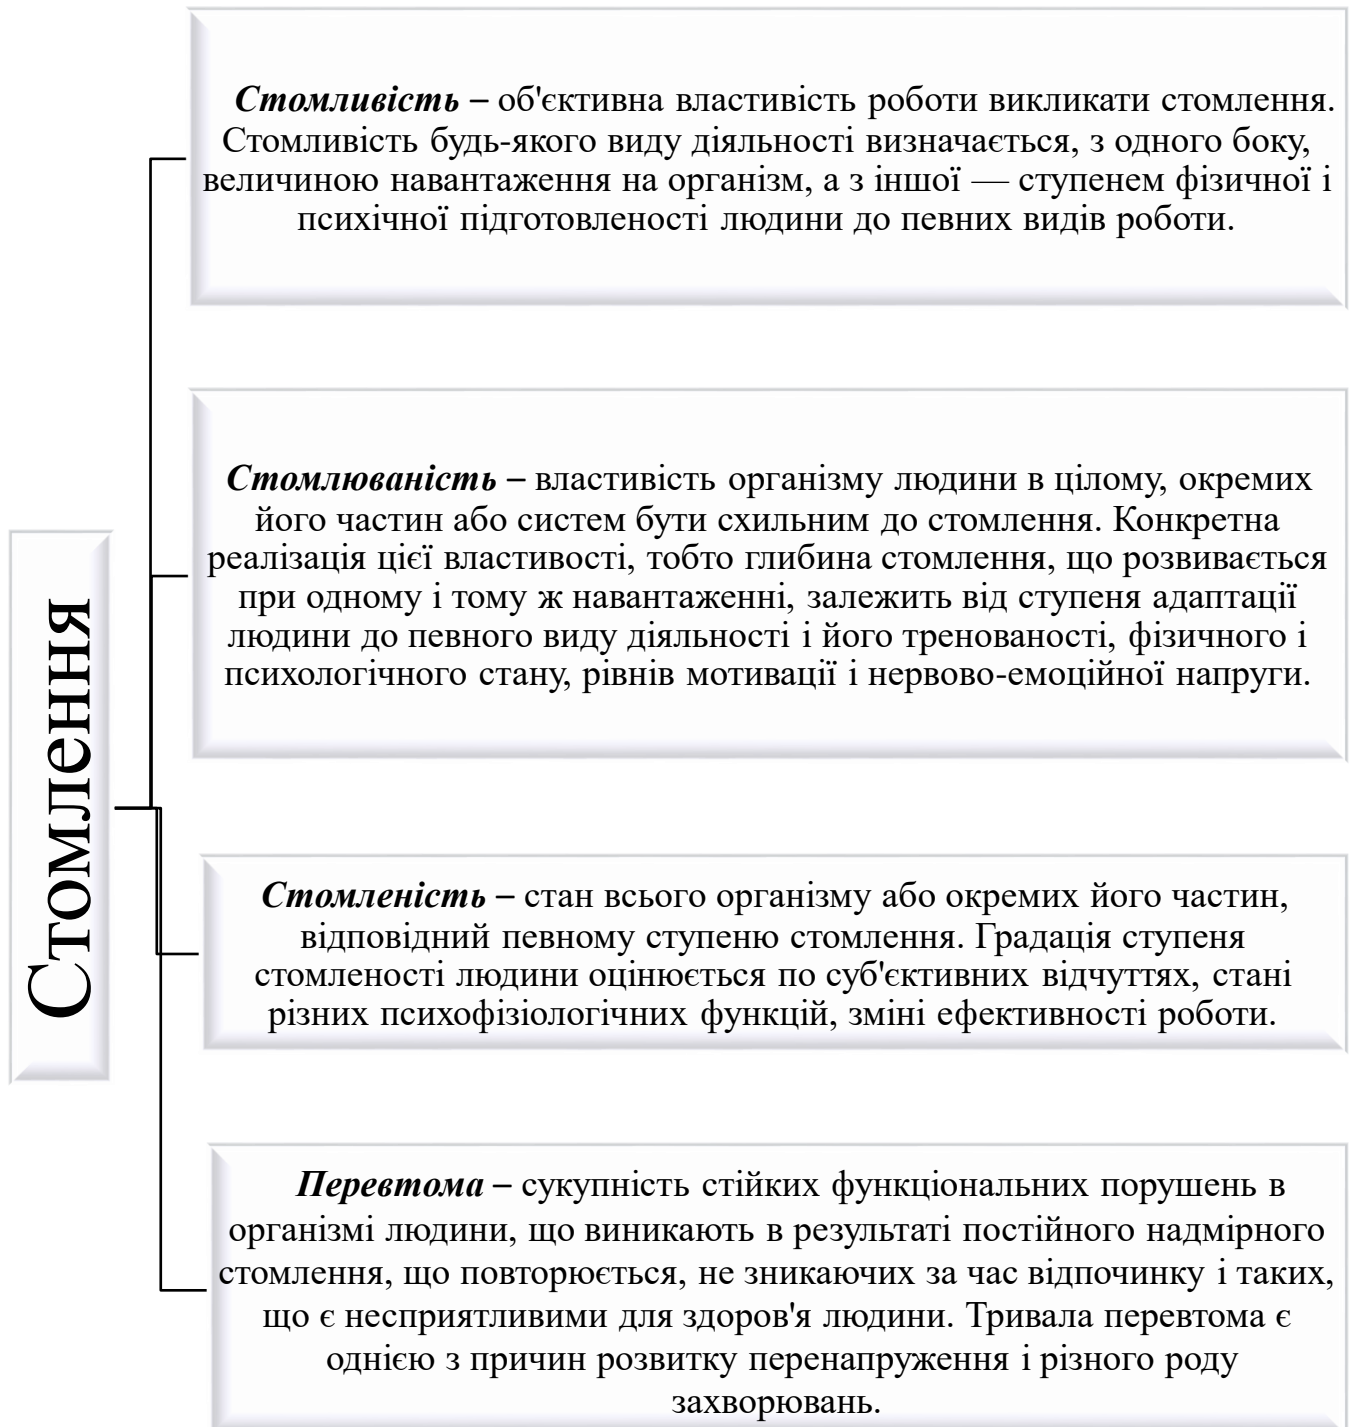 Стомлення
Стомливість – об'єктивна властивість роботи викликати стомлення.
Стомливість будь-якого виду діяльності визначається, з одного боку,
величиною навантаження на організм, а з іншої — ступенем фізичної і
психічної підготовленості людини до певних видів роботи.
Стомлюваність – властивість організму людини в цілому, окремих
його частин або систем бути схильним до стомлення. Конкретна
реалізація цієї властивості, тобто глибина стомлення, що розвивається
при одному і тому ж навантаженні, залежить від ступеня адаптації
людини до певного виду діяльності і його тренованості, фізичного і
психологічного стану, рівнів мотивації і нервово-емоційної напруги.
Стомленість – стан всього організму або окремих його частин,
відповідний певному ступеню стомлення. Градація ступеня
стомленості людини оцінюється по суб'єктивних відчуттях, стані
різних психофізіологічних функцій, зміні ефективності роботи.
Перевтома – сукупність стійких функціональних порушень в
організмі людини, що виникають в результаті постійного надмірного
стомлення, що повторюється, не зникаючих за час відпочинку і таких,
що є несприятливими для здоров'я людини. Тривала перевтома є
однією з причин розвитку перенапруження і різного роду
захворювань.